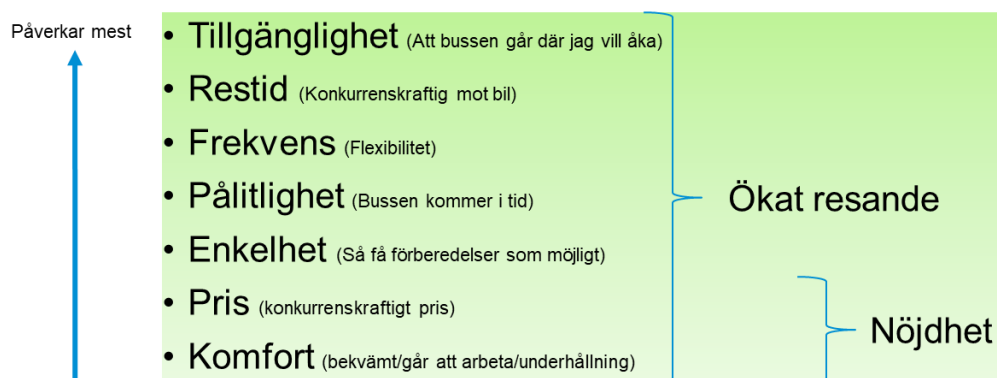 Påverkar mest
• Tillgänglighet (Att bussen går där jag vill åka)
• Restid (Konkurrenskraftig mot bil)
• Frekvens (Flexibilitet)
• Pålitlighet (Bussen kommer i tid)
• Enkelhet (Så få förberedelser som möjligt)
• Pris (konkurrenskraftigt pris)
• Komfort (bekvämt/går att arbeta/underhållning)
Ökat resande
Nöjdhet